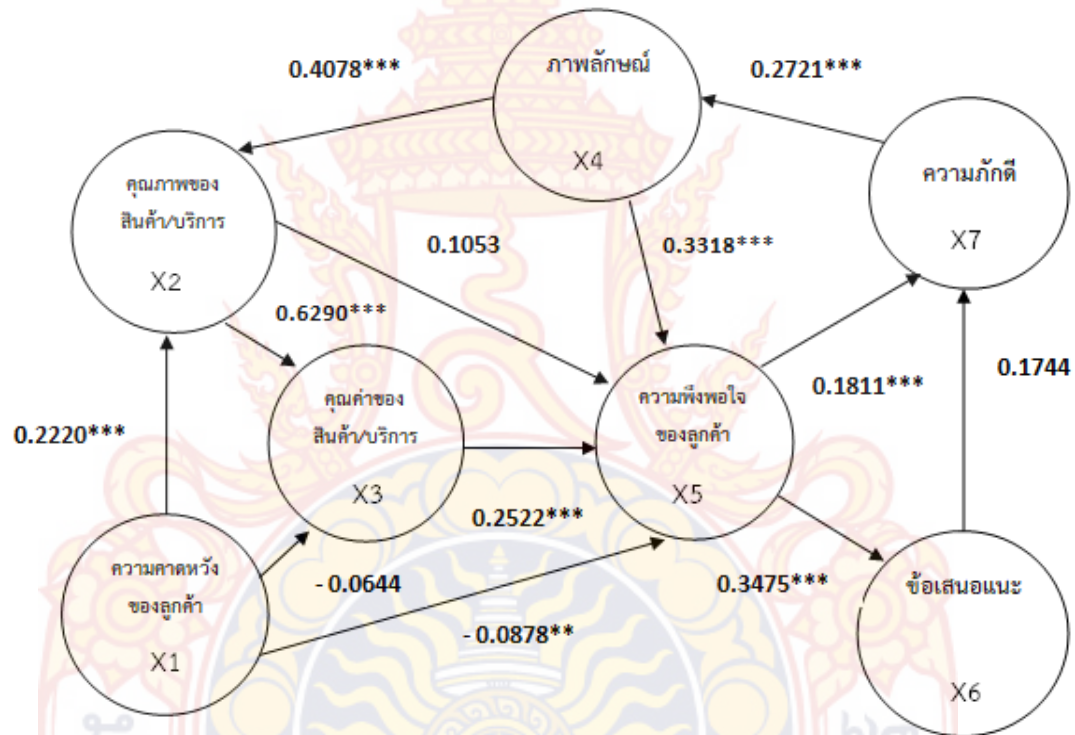 0.4078***
ภาพลักษณ์
X4
0.2721***
คุณภาพของ
สินค้า/บริการ
X2
ความภักดี
X7
0.1053
0.3318***
0.6290***
0.2220***
คุณค่าของ
สินค้า/บริการ
X3
ความพึงพอใจ
ของลูกค้า
X5
0.1811***
0.1744
0.2522***
ความคาดหวัง
ของลูกค้า
X1
- 0.0644
- 0.0878**
0.3475***
ข้อเสนอแนะ
X6